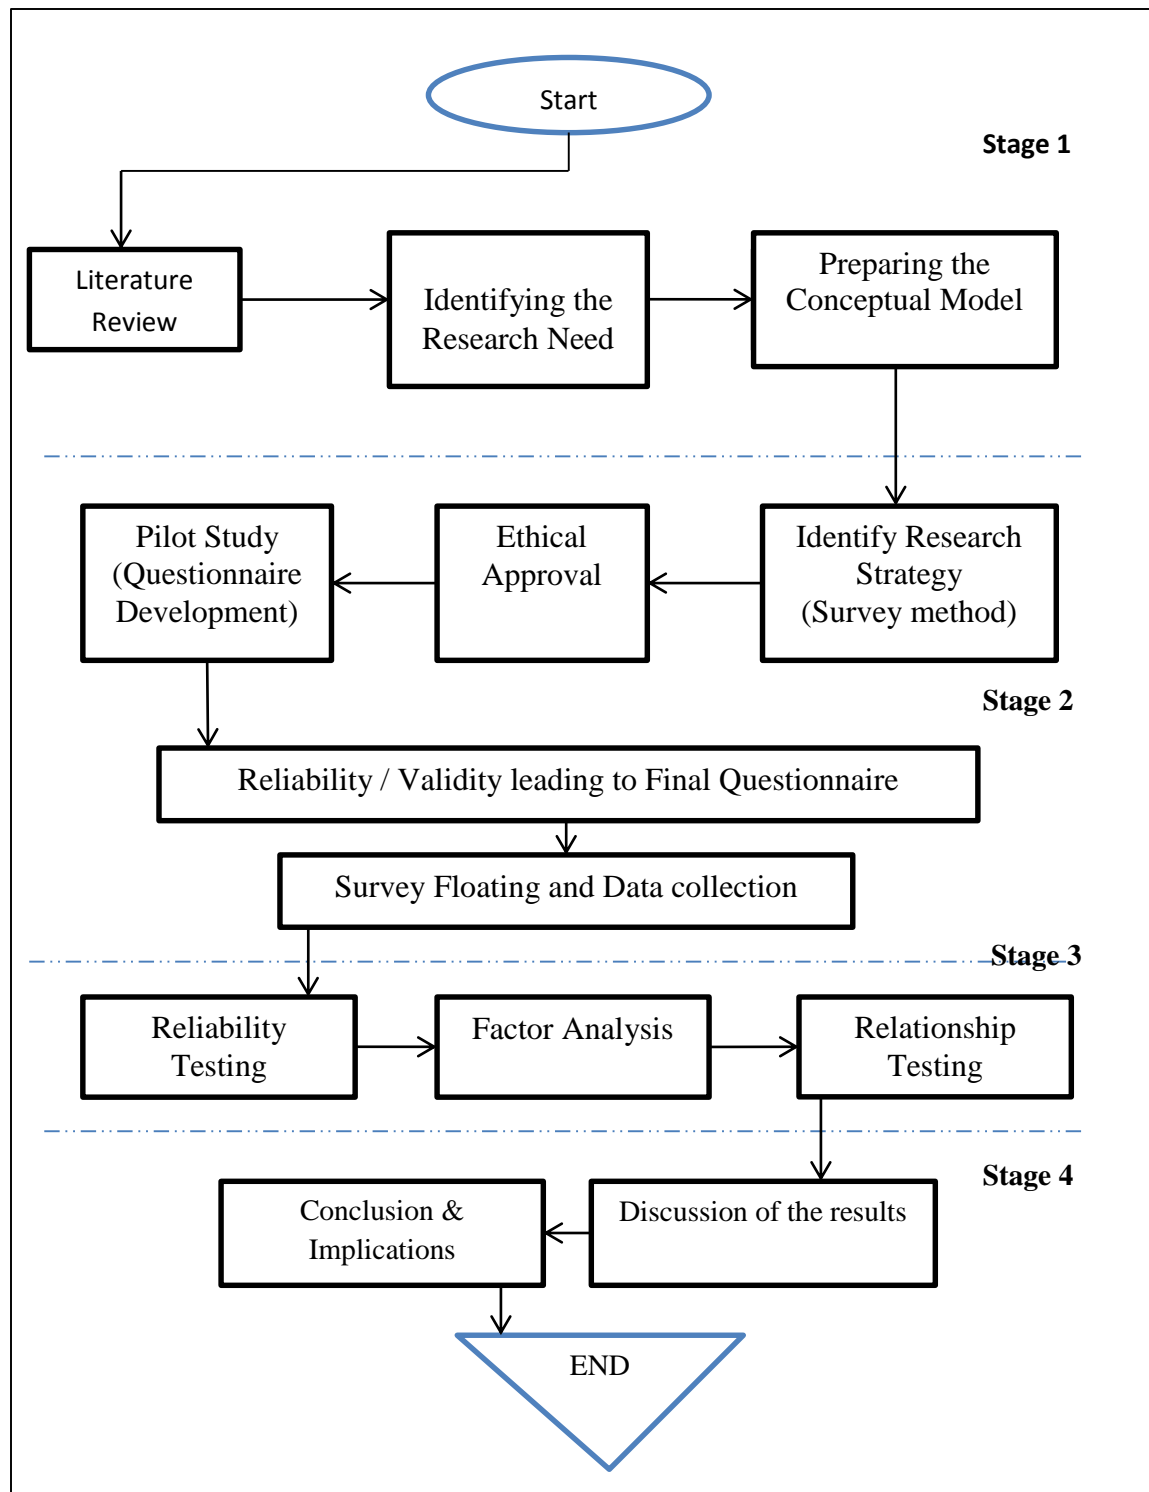 Start
Stage 1
Literature
Review
Identifying the
Research Need
Preparing the
Conceptual Model
Identify Research
Strategy
(Survey method)
Ethical
Approval
Pilot Study
(Questionnaire
Development)
Stage 2
Reliability / Validity leading to Final Questionnaire
Survey Floating and Data collection
Stage 3
Reliability
Testing
Factor Analysis
Relationship
Testing
Stage 4
Discussion of the results
Conclusion &
Implications
END